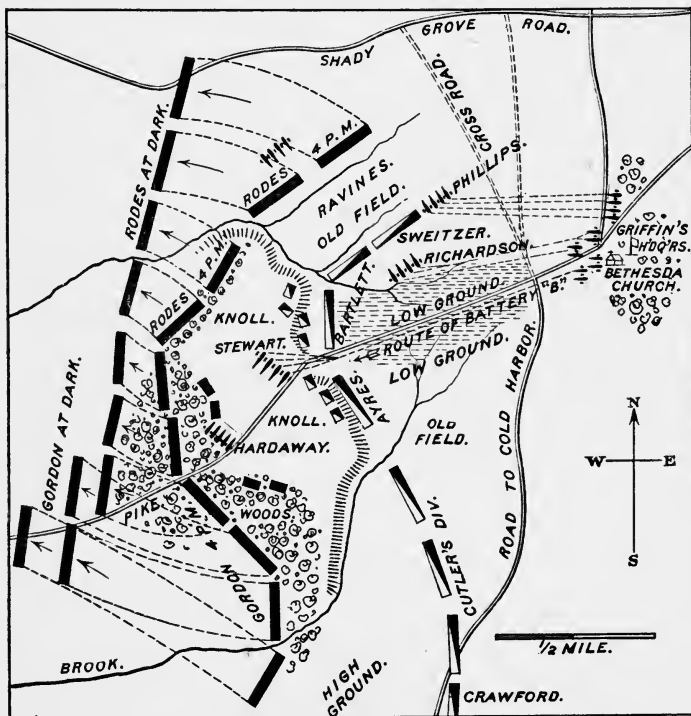 SHADY GROVE ROAD.
CROSS ROAD.
RODES AT DARK.
RODES 4 P.M.
RAVINES.
OLD FIELD.
PHILLIPS.
SWEITZER.
RICHARDSON
GRIFFIN'S
HDQ'RS.
BETHESDA
CHURCH.
RODES 4 P.M.
KNOLL.
STEWART.
BARTLETT.
LOW GROUND.
ROUTE OF BATTERY "B."
LOW GROUND.
AYRES.
KNOLL.
HARDAWAY.
OLD
FIELD.
ROAD TO COLD HARBOR.
N
W E
S
GORDON AT DARK.
PIKE
WOODS.
GORDON 4 P.M.
CUTLER'S DIV.
1/2 MILE.
BROOK.
HIGH
GROUND.
CRAWFORD.